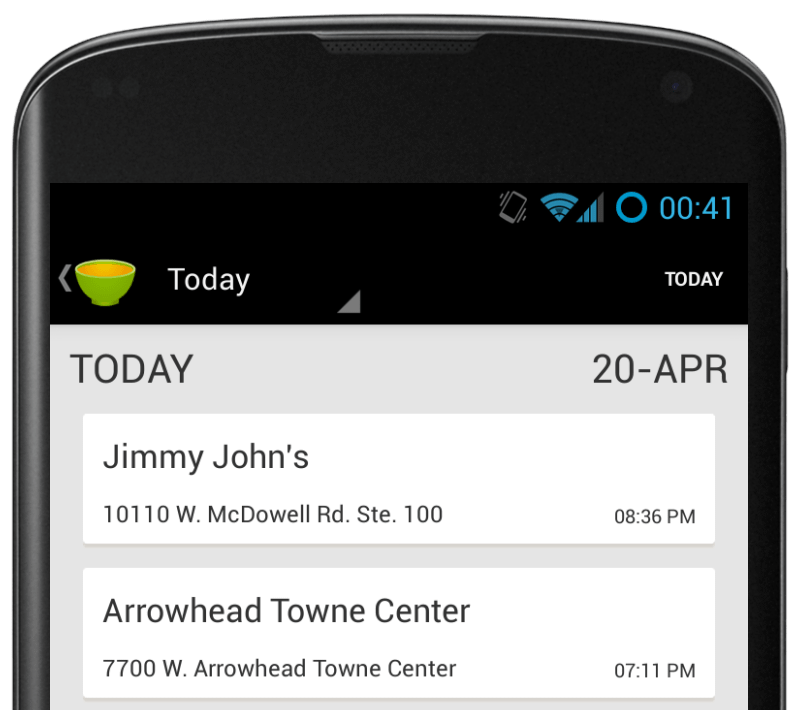 00:41
Today TODAY
TODAY 20-APR
Jimmy John's
10110 W. McDowell Rd. Ste. 100 08:36 PM
Arrowhead Towne Center
7700 W. Arrowhead Towne Center 07:11 PM